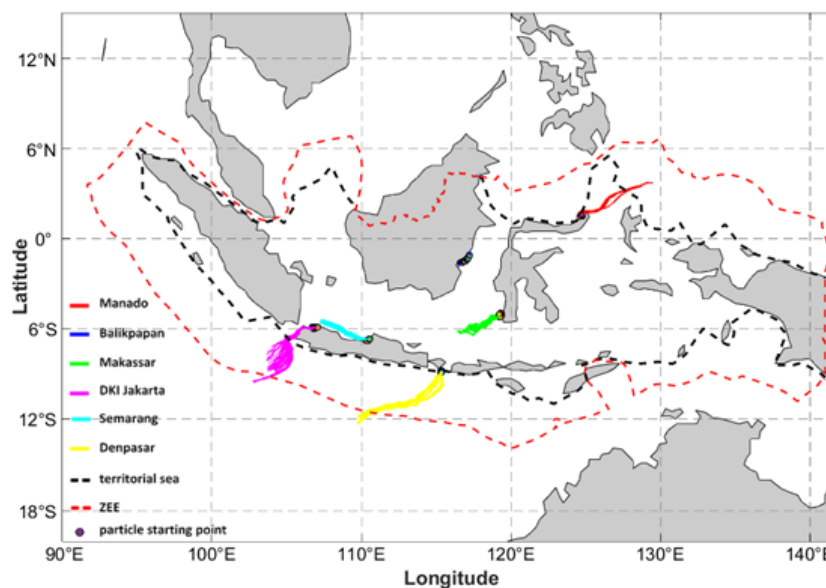 12°N
6°N
0°
6°S
12°S
18°S
Latitude
Manado
Balikpapan
Makassar
DKI Jakarta
Semarang
Denpasar
territorial sea
ZEE
particle starting point
90°E 100°E 110°E 120°E 130°E 140°E
Longitude